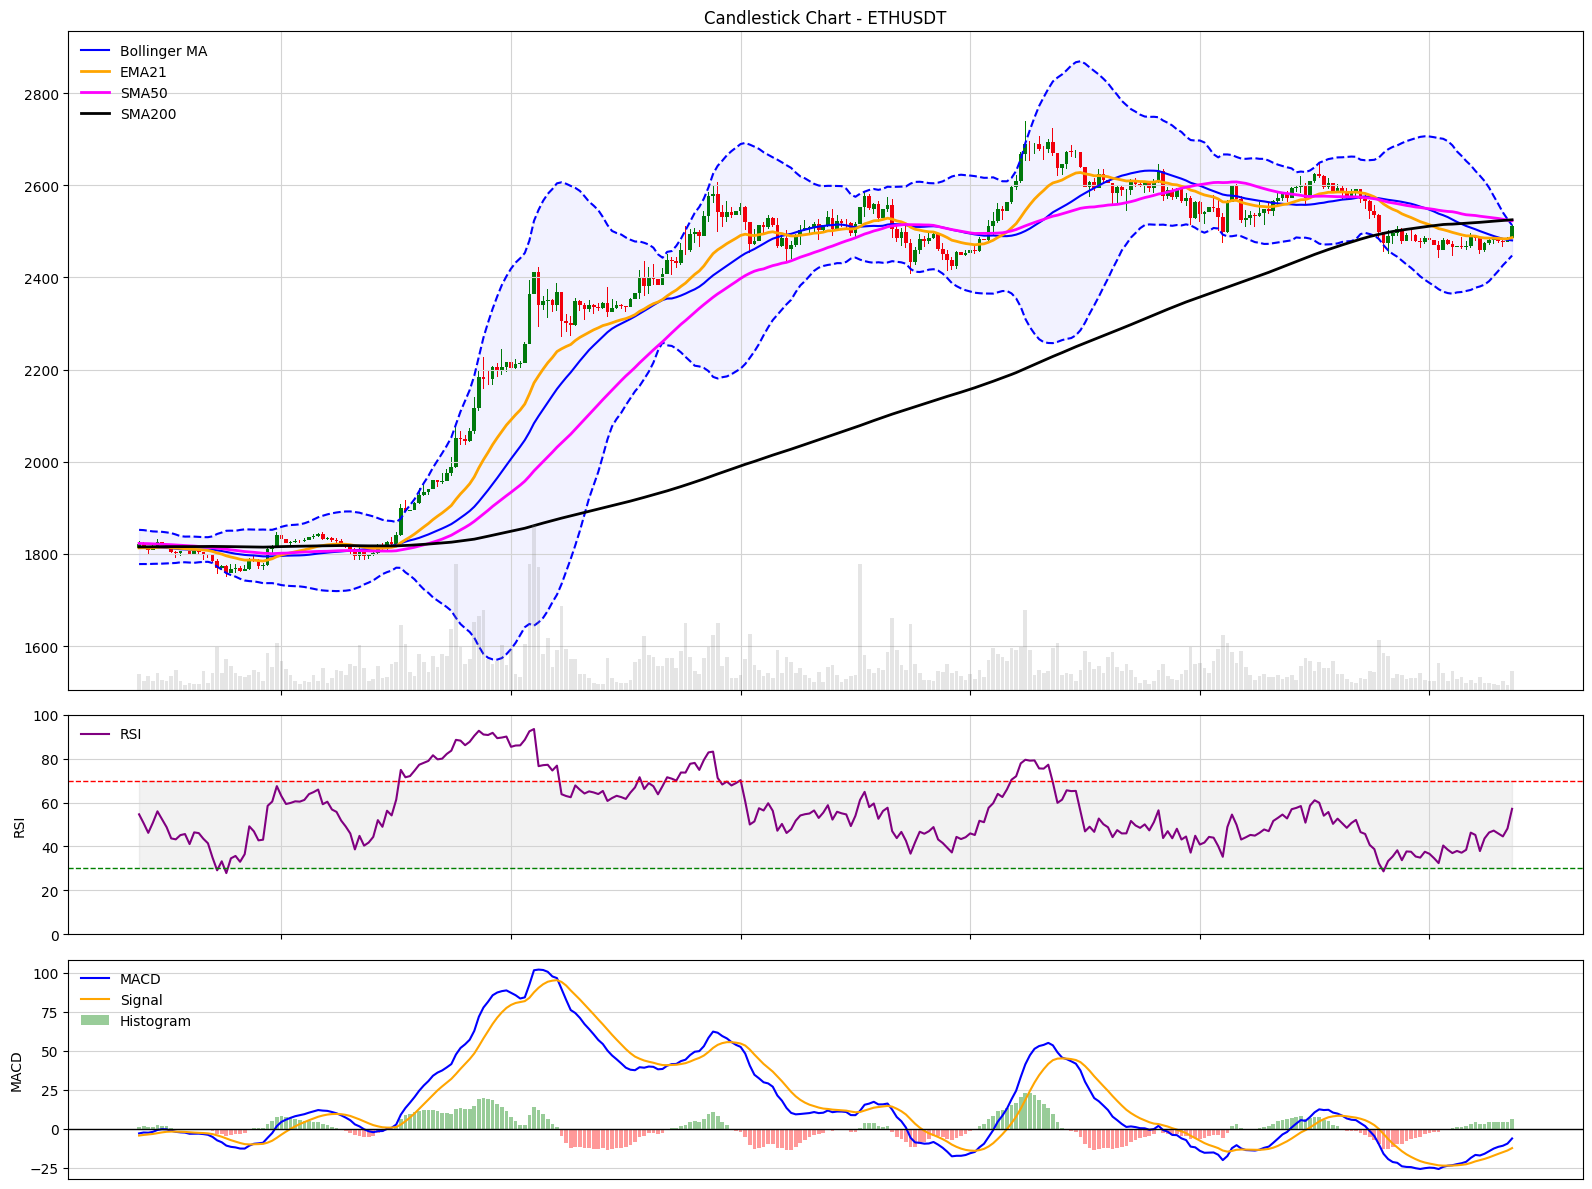 Candlestick Chart - ETHUSDT
Bollinger MA
EMA21
SMA50
SMA200
2800
2600
2400
2200
2000
1800
1600
RSI
100
80
60
40
20
0
RSI
MACD
Signal
Histogram
100
75
50
25
0
−25
MACD